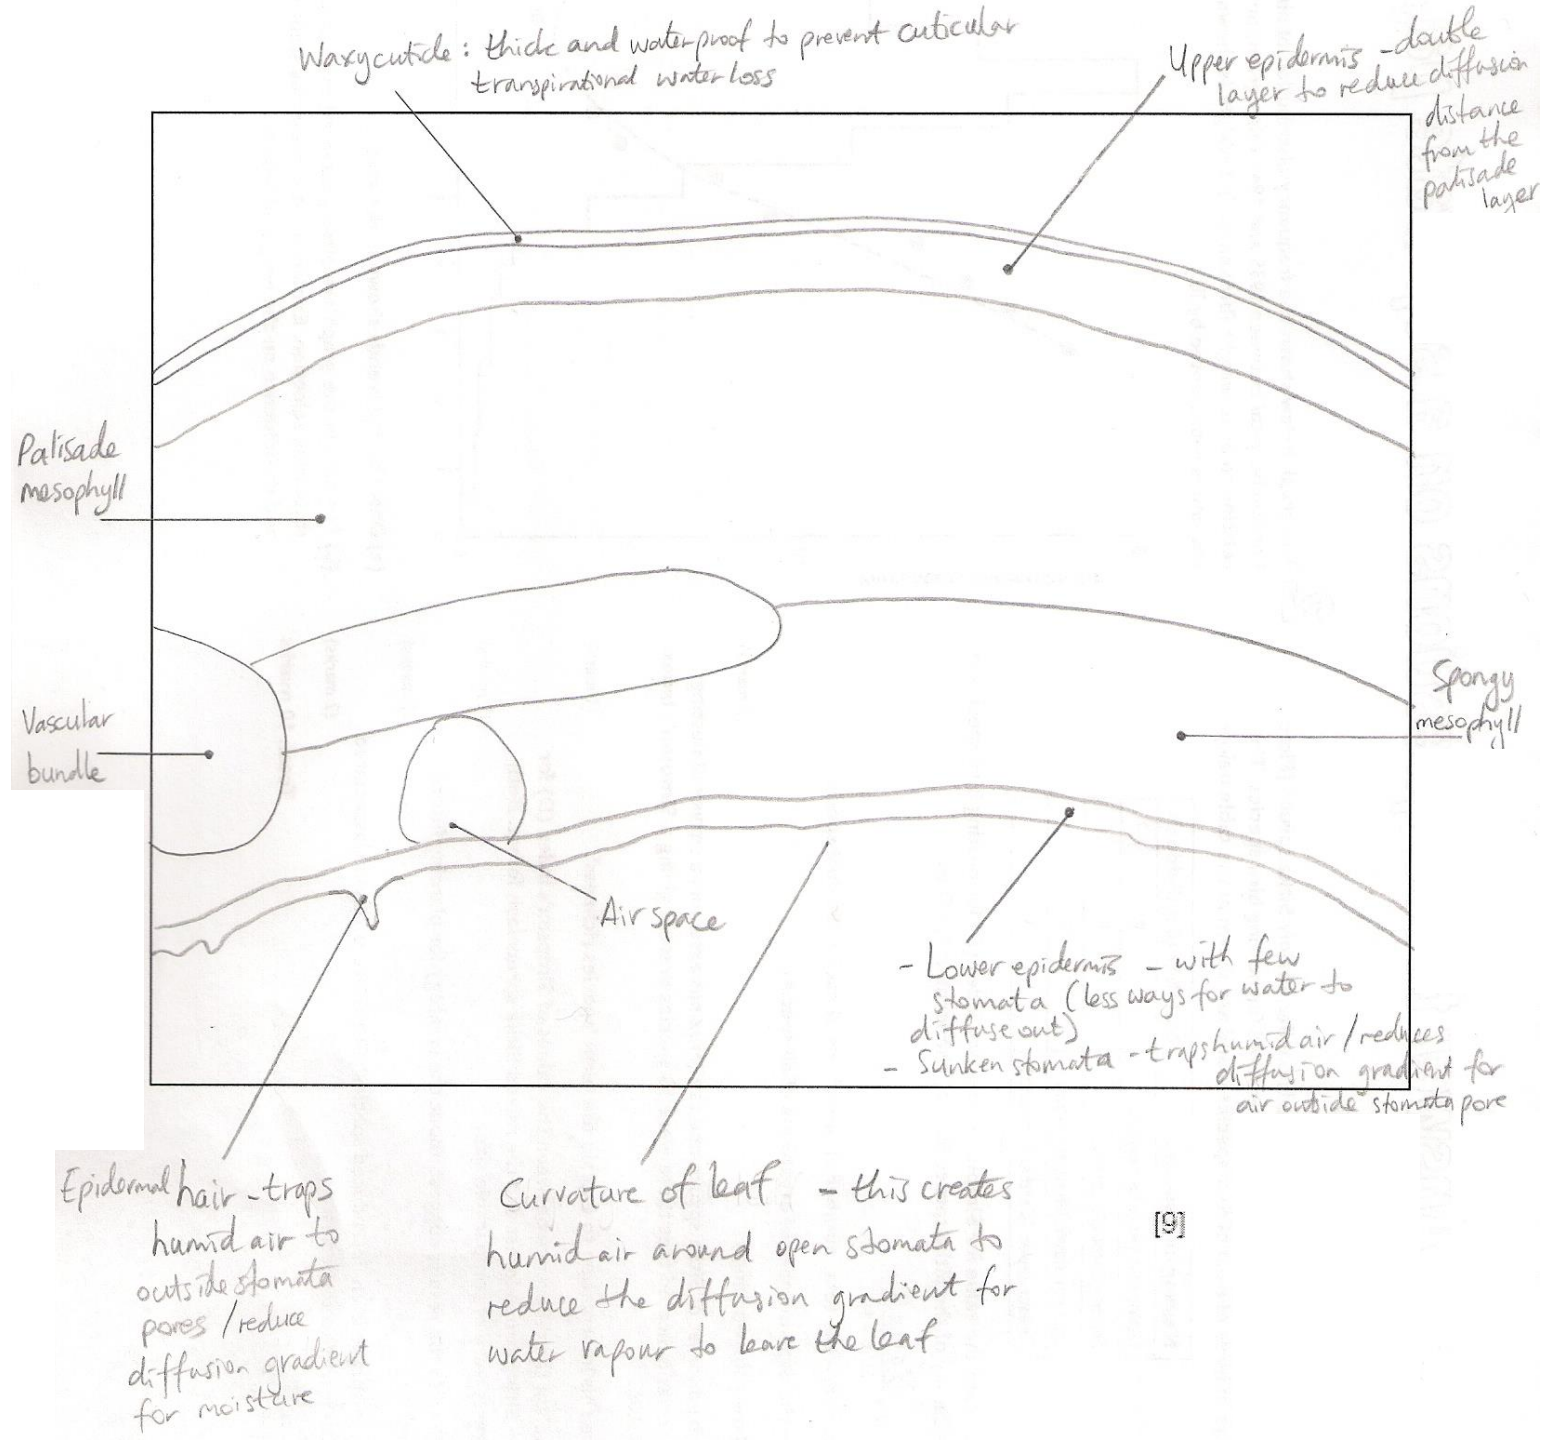 Waxy cuticle : thick and waterproof to prevent cuticular
transpirational water loss
Upper epidermis - double
layer to reduce diffusion
distance
from the
palisade
layer
Palisade
mesophyll
Vascular
bundle
Spongy
mesophyll
Air space
- Lower epidermis - with few
stomata (less ways for water to
diffuse out)
- Sunken stomata - traps humid air / reduces
diffusion gradient for
air outside stomata pore
Epidermal hair - traps
humid air to
outside stomata
pores / reduce
diffusion gradient
for moisture
Curvature of leaf - this creates
humid air around open stomata to
reduce the diffusion gradient for
water vapour to leave the leaf
[9]